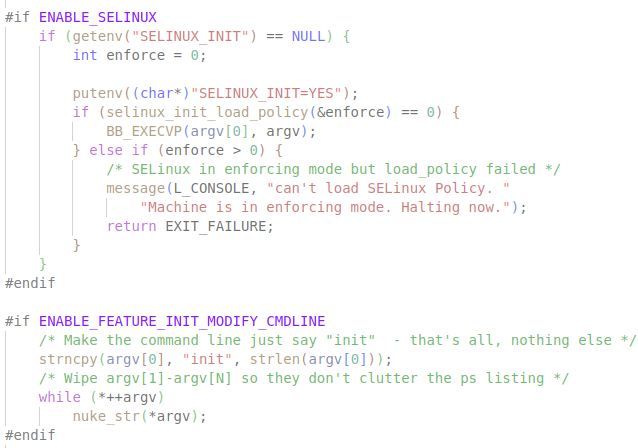 #if ENABLE_SELINUX
    if (getenv("SELINUX_INIT") == NULL) {
        int enforce = 0;

        putenv((char*)"SELINUX_INIT=YES");
        if (selinux_init_load_policy(&enforce) == 0) {
            BB_EXECVP(argv[0], argv);
        } else if (enforce > 0) {
            /* SELinux in enforcing mode but load_policy failed */
            message(L_CONSOLE, "can't load SELinux Policy. "
                "Machine is in enforcing mode. Halting now.");
            return EXIT_FAILURE;
        }
    }
#endif

#if ENABLE_FEATURE_INIT_MODIFY_CMDLINE
    /* Make the command line just say "init"  - that's all, nothing else */
    strncpy(argv[0], "init", strlen(argv[0]));
    /* Wipe argv[1]-argv[N] so they don't clutter the ps listing */
    while (*++argv)
        nuke_str(*argv);
#endif